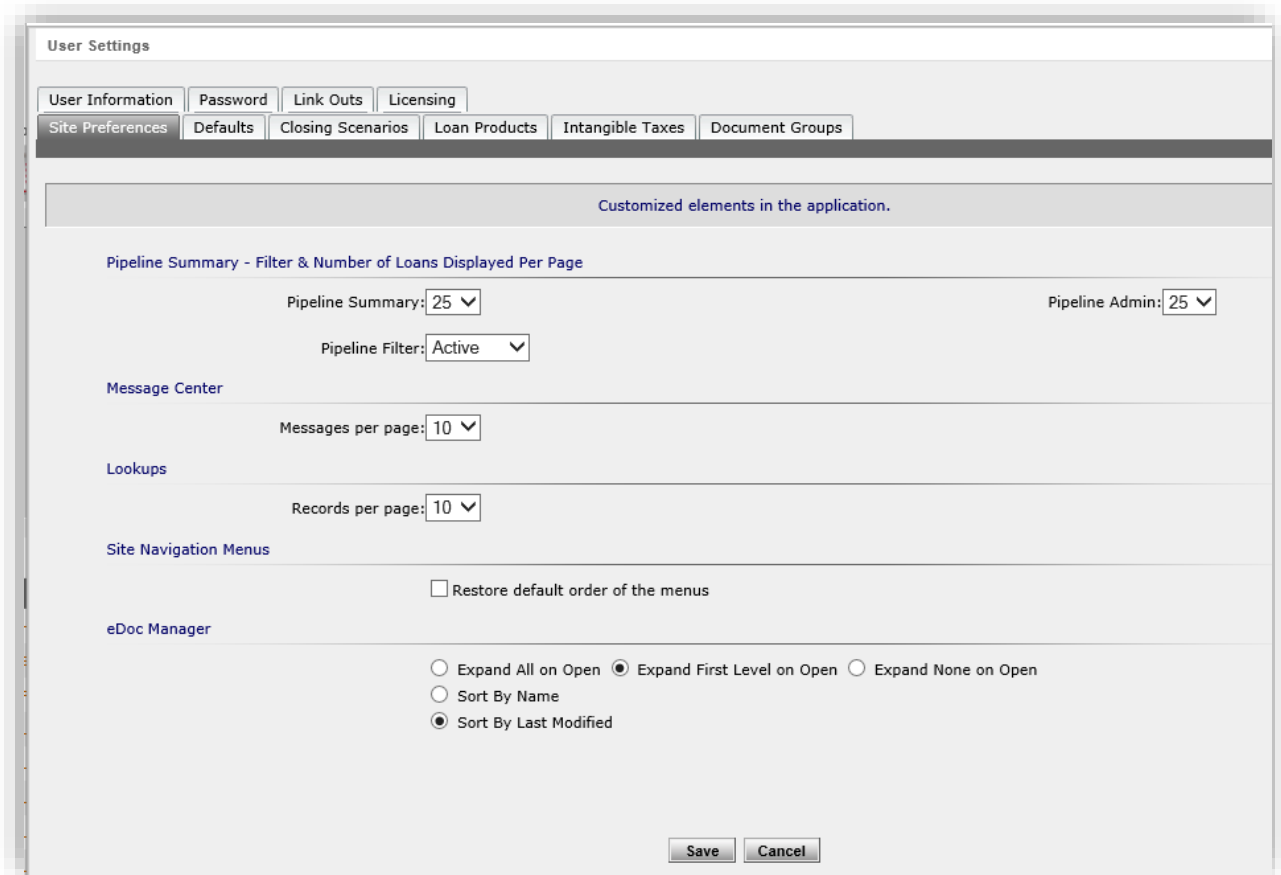 User Settings
User Information Password Link Outs Licensing
Site Preferences Defaults Closing Scenarios Loan Products Intangible Taxes Document Groups
Customized elements in the application.
Pipeline Summary - Filter & Number of Loans Displayed Per Page
Pipeline Summary: 25 Pipeline Admin: 25
Pipeline Filter: Active
Message Center
Messages per page: 10
Lookups
Records per page: 10
Site Navigation Menus
Restore default order of the menus
eDoc Manager
Expand All on Open Expand First Level on Open Expand None on Open
Sort By Name
Sort By Last Modified
Save Cancel